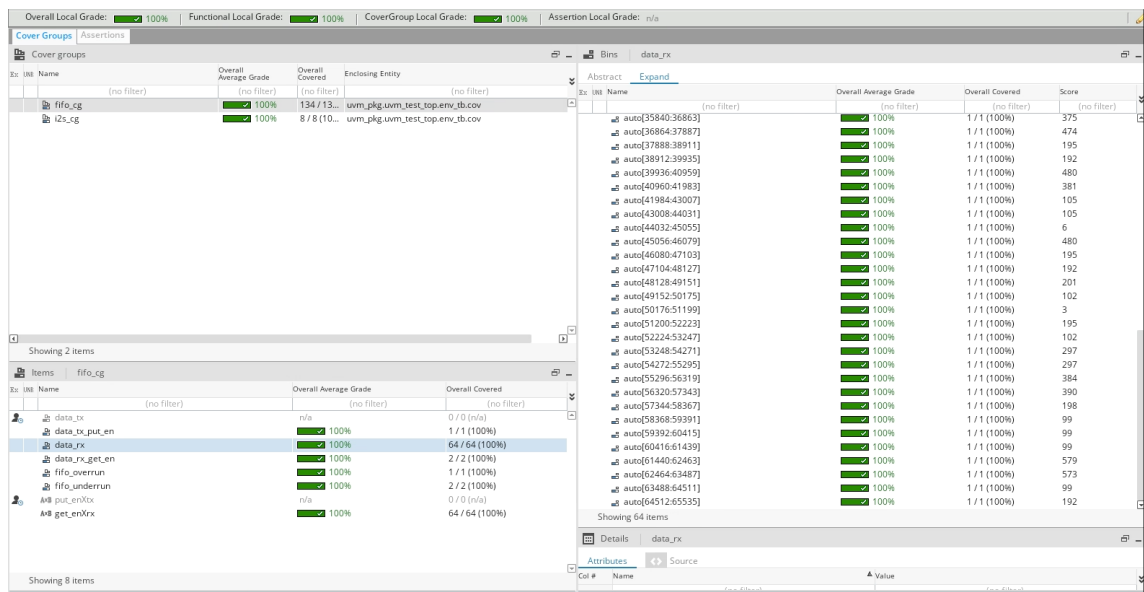 Overall Local Grade: 100% Functional Local Grade: 100% CoverGroup Local Grade: 100% Assertion Local Grade: n/a
Cover Groups Assertions
Cover groups
Ex UNR Name Overall Average Grade Overall Covered Enclosing Entity
(no filter) (no filter) (no filter) (no filter)
fifo_cg 100% 134 / 13... uvm_pkg.uvm_test_top.env_tb.cov
i2s_cg 100% 8 / 8 (10... uvm_pkg.uvm_test_top.env_tb.cov
Showing 2 items
Items fifo_cg
Ex UNR Name Overall Average Grade Overall Covered
(no filter) (no filter) (no filter)
data_tx n/a 0 / 0 (n/a)
data_tx_put_en 100% 1 / 1 (100%)
data_rx 100% 64 / 64 (100%)
data_rx_get_en 100% 2 / 2 (100%)
fifo_overrun 100% 1 / 1 (100%)
fifo_underrun 100% 2 / 2 (100%)
A×B put_enXtx n/a 0 / 0 (n/a)
A×B get_enXrx 100% 64 / 64 (100%)
Showing 8 items
Bins data_rx
Abstract Expand
Ex UNR Name Overall Average Grade Overall Covered Score
(no filter) (no filter) (no filter) (no filter)
auto[35840:36863] 100% 1 / 1 (100%) 375
auto[36864:37887] 100% 1 / 1 (100%) 474
auto[37888:38911] 100% 1 / 1 (100%) 195
auto[38912:39935] 100% 1 / 1 (100%) 192
auto[39936:40959] 100% 1 / 1 (100%) 480
auto[40960:41983] 100% 1 / 1 (100%) 381
auto[41984:43007] 100% 1 / 1 (100%) 105
auto[43008:44031] 100% 1 / 1 (100%) 105
auto[44032:45055] 100% 1 / 1 (100%) 6
auto[45056:46079] 100% 1 / 1 (100%) 480
auto[46080:47103] 100% 1 / 1 (100%) 195
auto[47104:48127] 100% 1 / 1 (100%) 192
auto[48128:49151] 100% 1 / 1 (100%) 201
auto[49152:50175] 100% 1 / 1 (100%) 102
auto[50176:51199] 100% 1 / 1 (100%) 3
auto[51200:52223] 100% 1 / 1 (100%) 195
auto[52224:53247] 100% 1 / 1 (100%) 102
auto[53248:54271] 100% 1 / 1 (100%) 297
auto[54272:55295] 100% 1 / 1 (100%) 297
auto[55296:56319] 100% 1 / 1 (100%) 384
auto[56320:57343] 100% 1 / 1 (100%) 390
auto[57344:58367] 100% 1 / 1 (100%) 198
auto[58368:59391] 100% 1 / 1 (100%) 99
auto[59392:60415] 100% 1 / 1 (100%) 99
auto[60416:61439] 100% 1 / 1 (100%) 99
auto[61440:62463] 100% 1 / 1 (100%) 579
auto[62464:63487] 100% 1 / 1 (100%) 573
auto[63488:64511] 100% 1 / 1 (100%) 99
auto[64512:65535] 100% 1 / 1 (100%) 192
Showing 64 items
Details data_rx
Attributes Source
Col # Name Value
(no filter) (no filter)